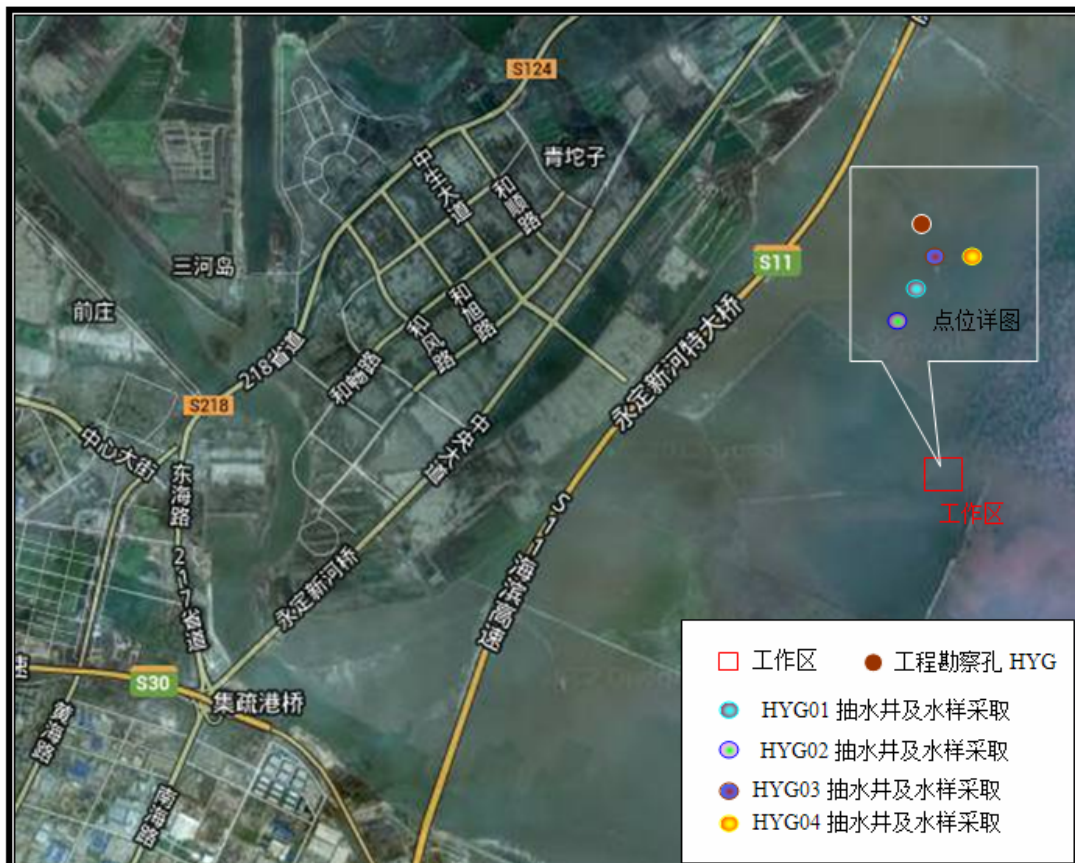 S124
中生大道
和顺路
青坨子
S11
三河岛
前庄
218省道
和旭路
和风路
和畅路
永定新河特大桥
点位详图
S218
中心大街
东海路 217省道
中央大道
S11海滨高速
工作区
永定新河桥
S30
集疏港桥
黄海路
南海路
工作区
工程勘察孔 HYG
HYG01 抽水井及水样采取
HYG02 抽水井及水样采取
HYG03 抽水井及水样采取
HYG04 抽水井及水样采取